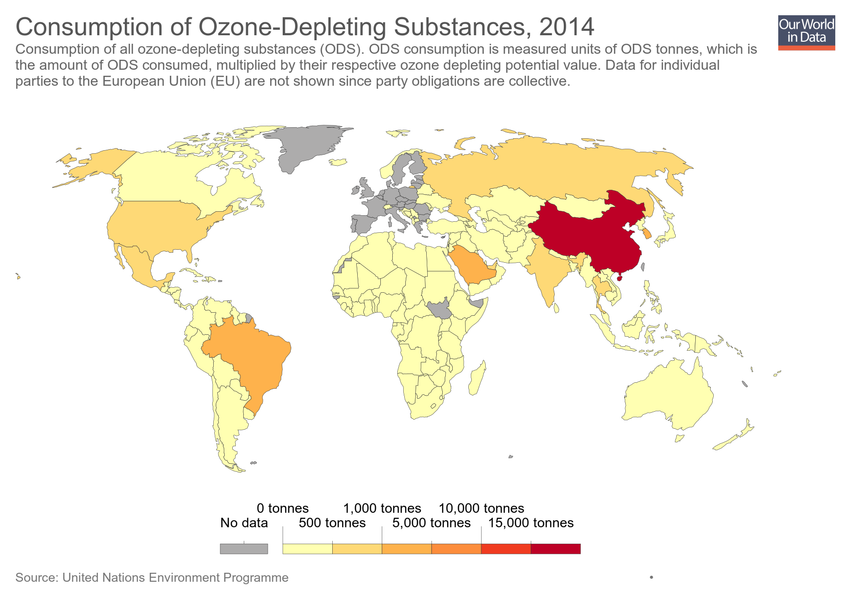 Consumption of Ozone-Depleting Substances, 2014
Our World
in Data
Consumption of all ozone-depleting substances (ODS). ODS consumption is measured units of ODS tonnes, which is
the amount of ODS consumed, multiplied by their respective ozone depleting potential value. Data for individual
parties to the European Union (EU) are not shown since party obligations are collective.
0 tonnes 1,000 tonnes 10,000 tonnes
No data 500 tonnes 5,000 tonnes 15,000 tonnes
Source: United Nations Environment Programme